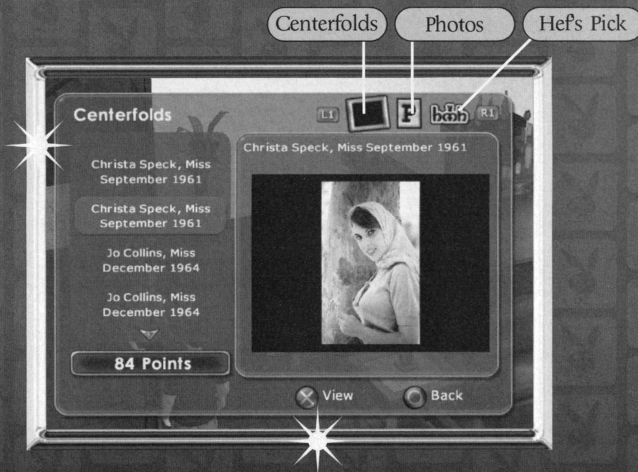 Centerfolds
Photos
Hef's Pick
Centerfolds
L1
P
R1
Christa Speck, Miss
September 1961
Christa Speck, Miss
September 1961
Jo Collins, Miss
December 1964
Jo Collins, Miss
December 1964
84 Points
Christa Speck, Miss September 1961
View
Back